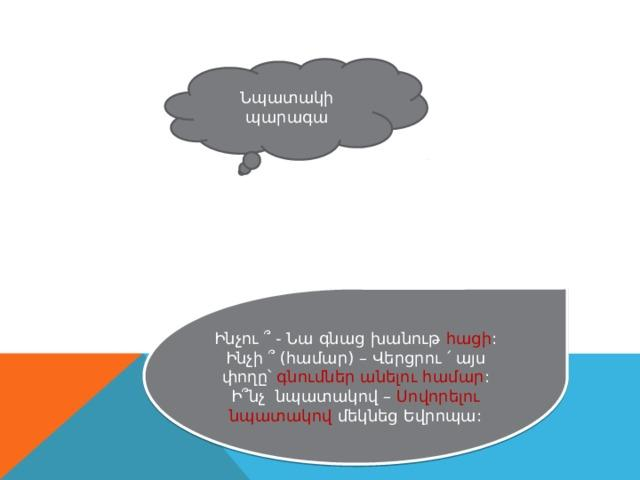 Նպատակի
պարագա
Ինչու ՞ - Նա գնաց խանութ հացի:
Ինչի ՞ (համար) – Վերցրու ՛ այս
փողը՝ գնումներ անելու համար:
Ի՞նչ նպատակով – Սովորելու
նպատակով մեկնեց Եվրոպա: